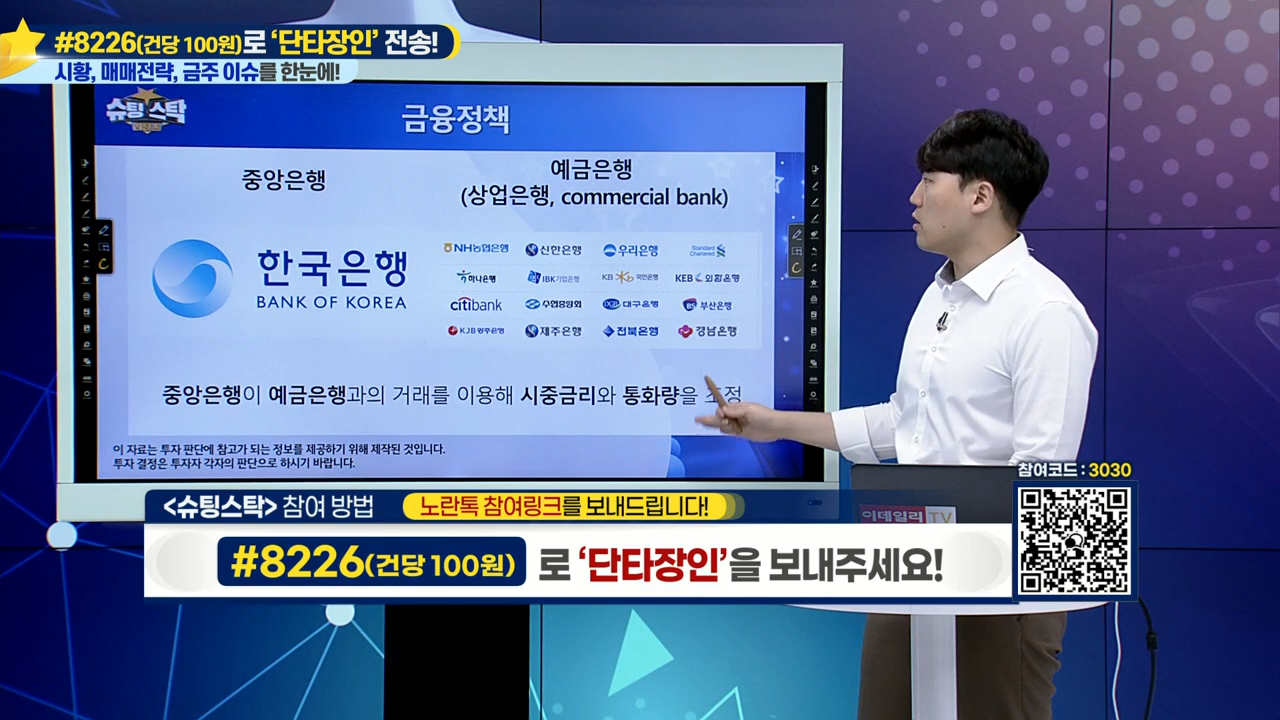 #8226(건당 100원)로 ‘단타장인’ 전송!
시황, 매매전략, 금주 이슈를 한눈에!
슈팅스탁
금융정책
중앙은행
예금은행
(상업은행, commercial bank)
한국은행
BANK OF KOREA
NH농협은행 신한은행 우리은행 Standard Chartered
하나은행 IBK기업은행 KB 국민은행 KEB 외환은행
citibank 수협중앙회 DGB 대구은행 BS 부산은행
KJB광주은행 제주은행 전북은행 경남은행
중앙은행이 예금은행과의 거래를 이용해 시중금리와 통화량을 조정
이 자료는 투자 판단에 참고가 되는 정보를 제공하기 위해 제작된 것입니다.
투자 결정은 투자자 각자의 판단으로 하시기 바랍니다.
참여코드 : 3030
<슈팅스탁> 참여 방법 노란톡 참여링크를 보내드립니다!
이데일리 TV
#8226(건당 100원) 로 ‘단타장인’을 보내주세요!